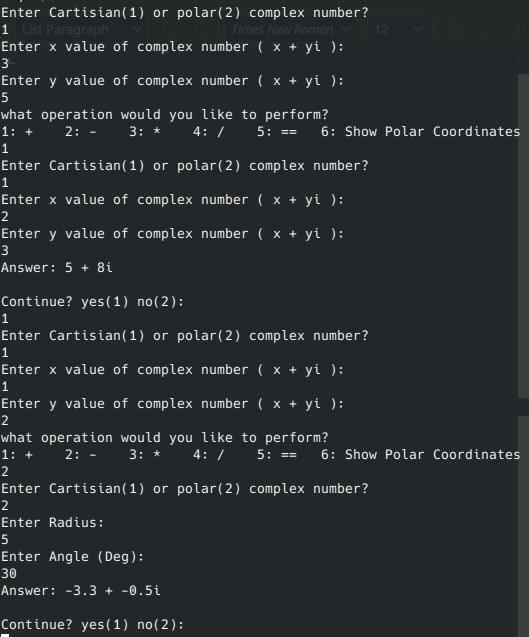 Enter Cartisian(1) or polar(2) complex number?
List Paragraph Times New Roman 12
1
Enter x value of complex number ( x + yi ):
3
Enter y value of complex number ( x + yi ):
5
what operation would you like to perform?
1: +    2: -    3: *    4: /    5: ==   6: Show Polar Coordinates
1
Enter Cartisian(1) or polar(2) complex number?
1
Enter x value of complex number ( x + yi ):
2
Enter y value of complex number ( x + yi ):
3
Answer: 5 + 8i
Continue? yes(1) no(2):
1
Enter Cartisian(1) or polar(2) complex number?
1
Enter x value of complex number ( x + yi ):
1
Enter y value of complex number ( x + yi ):
2
what operation would you like to perform?
1: +    2: -    3: *    4: /    5: ==   6: Show Polar Coordinates
2
Enter Cartisian(1) or polar(2) complex number?
2
Enter Radius:
5
Enter Angle (Deg):
30
Answer: -3.3 + -0.5i
Continue? yes(1) no(2):